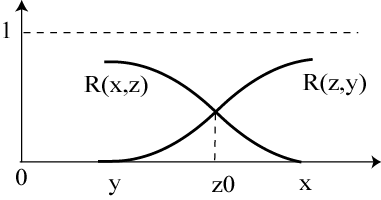 1
R(x,z) R(z,y)
0 y z0 x